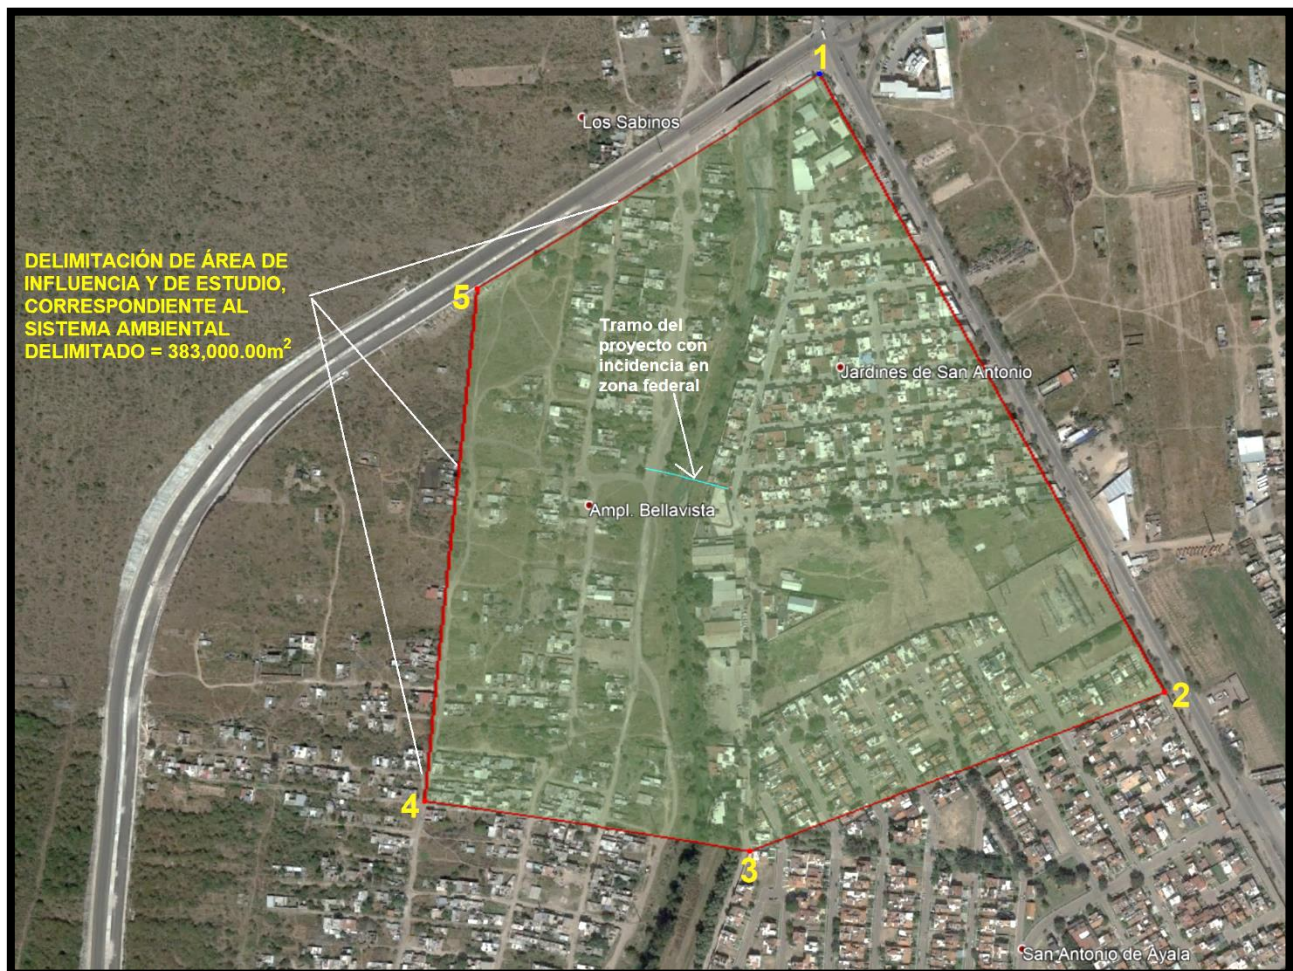 1
Los Sabinos
DELIMITACIÓN DE ÁREA DE
INFLUENCIA Y DE ESTUDIO,
CORRESPONDIENTE AL
SISTEMA AMBIENTAL
DELIMITADO = 383,000.00m²
5
Tramo del
proyecto con
incidencia en
zona federal
Jardines de San Antonio
Ampl. Bellavista
2
4
3
San Antonio de Ayala